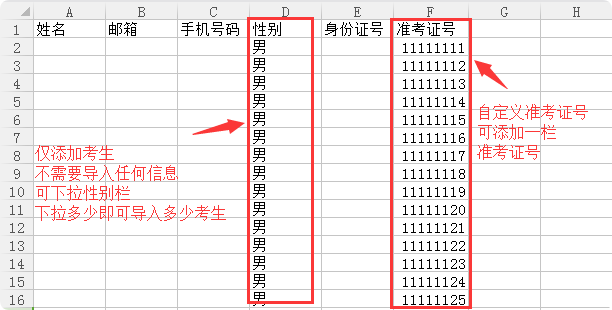 A B C D E F G H
1 姓名 邮箱 手机号码 性别 身份证号 准考证号
2 男 11111111
3 男 11111112
4 男 11111113
5 男 11111114
6 男 11111115
7 男 11111116
8 男 11111117
9 男 11111118
10 男 11111119
11 男 11111120
12 男 11111121
13 男 11111122
14 男 11111123
15 男 11111124
16 男 11111125
仅添加考生
不需要导入任何信息
可下拉性别栏
下拉多少即可导入多少考生
自定义准考证号
可添加一栏
准考证号